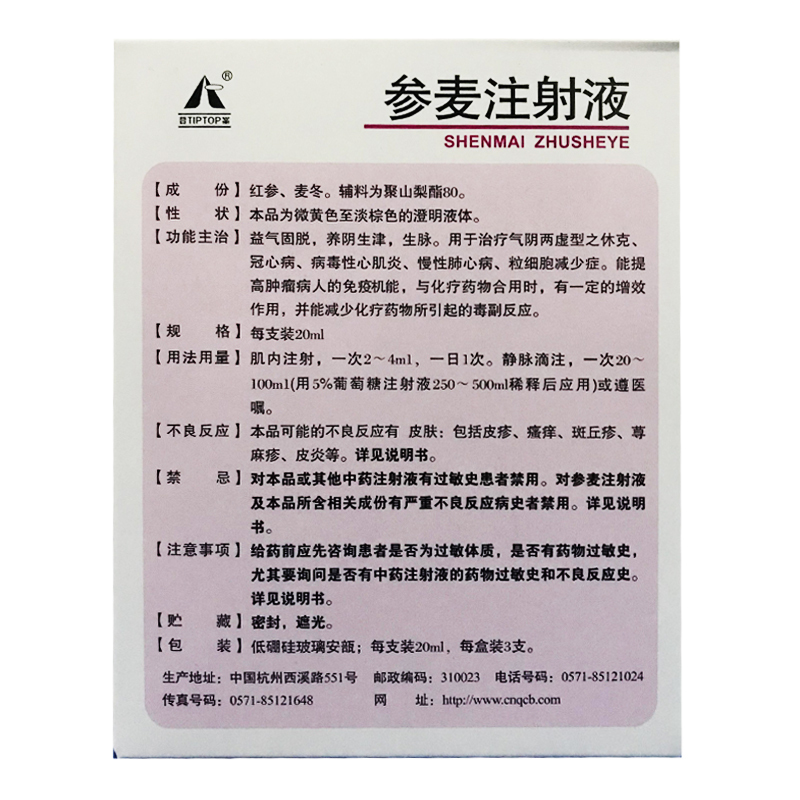 ®
TIPTOP
参麦注射液
SHENMAI ZHUSHEYE
【成 份】 红参、麦冬。辅料为聚山梨酯80。
【性 状】 本品为微黄色至淡棕色的澄明液体。
【功能主治】 益气固脱，养阴生津，生脉。用于治疗气阴两虚型之休克、
冠心病、病毒性心肌炎、慢性肺心病、粒细胞减少症。能提
高肿瘤病人的免疫机能，与化疗药物合用时，有一定的增效
作用，并能减少化疗药物所引起的毒副反应。
【规 格】 每支装20ml
【用法用量】 肌内注射，一次2～4ml，一日1次。静脉滴注，一次20～
100ml(用5%葡萄糖注射液250～500ml稀释后应用)或遵医
嘱。
【不良反应】 本品可能的不良反应有 皮肤：包括皮疹、瘙痒、斑丘疹、荨
麻疹、皮炎等。详见说明书。
【禁 忌】 对本品或其他中药注射液有过敏史患者禁用。对参麦注射液
及本品所含相关成份有严重不良反应病史者禁用。详见说明
书。
【注意事项】 给药前应先咨询患者是否为过敏体质，是否有药物过敏史，
尤其要询问是否有中药注射液的药物过敏史和不良反应史。
详见说明书。
【贮 藏】 密封，遮光。
【包 装】 低硼硅玻璃安瓿；每支装20ml，每盒装3支。
生产地址：中国杭州西溪路551号 邮政编码：310023 电话号码：0571-85121024
传真号码：0571-85121648 网 址：http://www.cnqcb.com